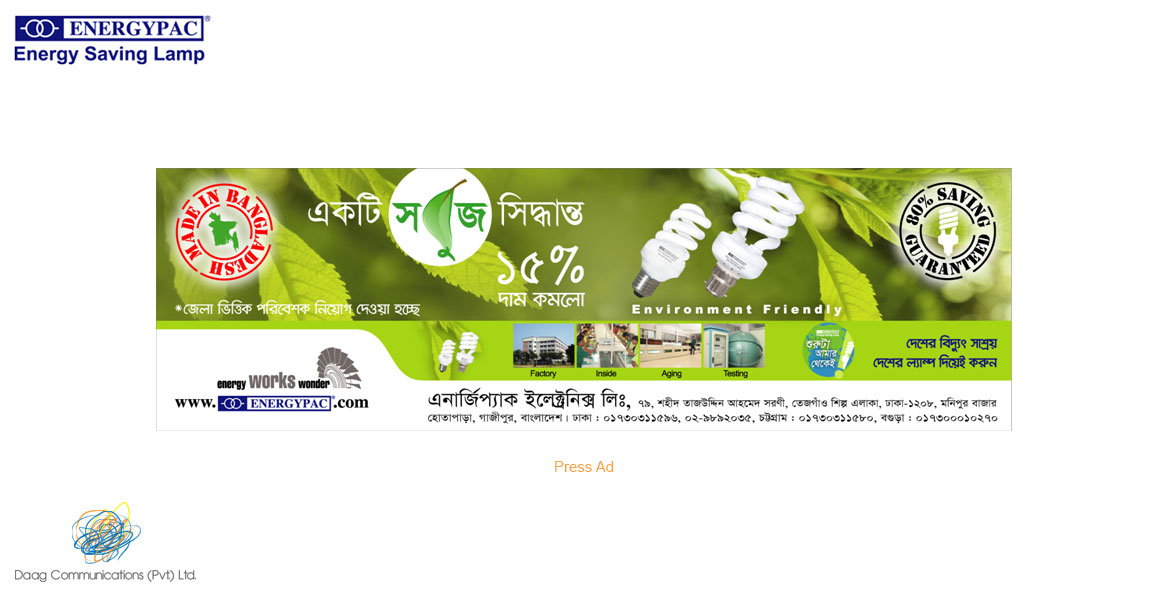 ENERGYPAC®
Energy Saving Lamp
MADE IN BANGLADESH
একটি সবুজ সিদ্ধান্ত
১৫%
দাম কমলো
80% SAVING
GUARANTEED
*জেলা ভিত্তিক পরিবেশক নিয়োগ দেওয়া হচ্ছে
Environment Friendly
Factory
Inside
Aging
Testing
শুরুটা
আমার
থেকেই
দেশের বিদ্যুৎ সাশ্রয়
দেশের ল্যাম্প দিয়েই করুন
energy works wonder
www.ENERGYPAC.com
এনার্জিপ্যাক ইলেক্ট্রনিক্স লিঃ, ৭৯, শহীদ তাজউদ্দিন আহমেদ সরণী, তেজগাঁও শিল্প এলাকা, ঢাকা-১২০৮, মনিপুর বাজার
হোতাপাড়া, গাজীপুর, বাংলাদেশ। ঢাকা : ০১৭৩০৩১১৫৯৬, ০২-৯৮৯২০৩৫, চট্টগ্রাম : ০১৭৩০৩১১৫৮০, বগুড়া : ০১৭৩০০০১০২৭০
Press Ad
Daag Communications (Pvt) Ltd.